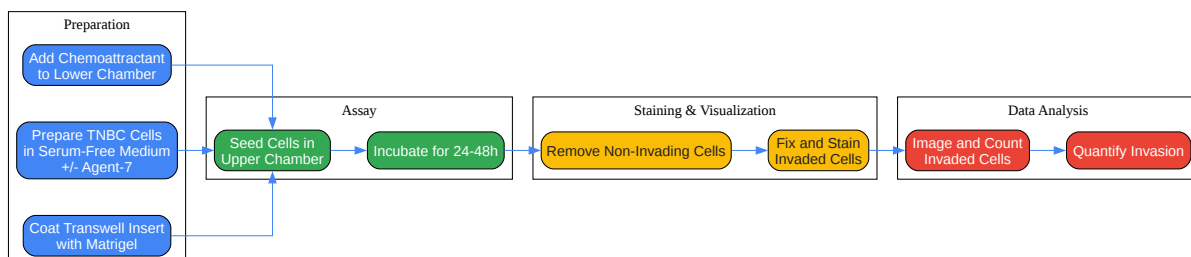 Preparation
Add Chemoattractant
to Lower Chamber
Prepare TNBC Cells
in Serum-Free Medium
+/- Agent-7
Coat Transwell Insert
with Matrigel
Assay
Seed Cells in
Upper Chamber
Incubate for 24-48h
Staining & Visualization
Remove Non-Invading Cells
Fix and Stain
Invaded Cells
Data Analysis
Image and Count
Invaded Cells
Quantify Invasion